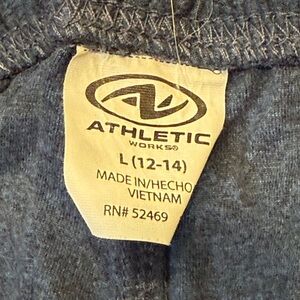 ATHLETIC
WORKS®
L (12-14)
MADE IN/HECHO
VIETNAM
RN# 52469